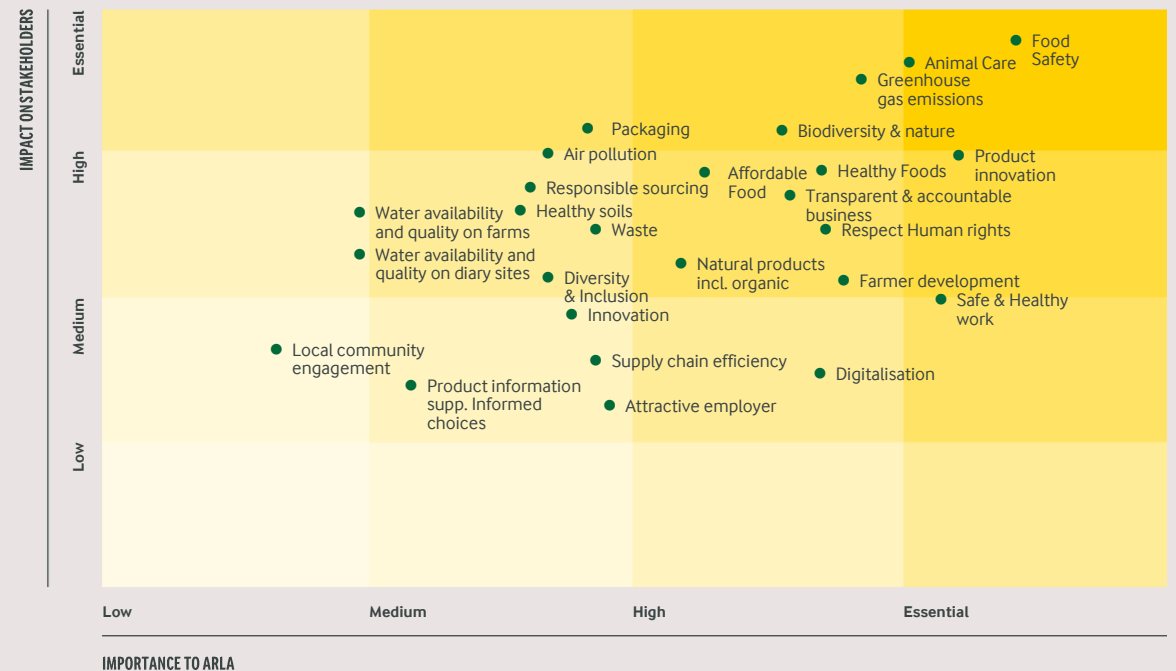 IMPACT ON STAKEHOLDERS
Essential
High
Medium
Low
Food
Safety
Animal Care
Greenhouse
gas emissions
Packaging
Biodiversity & nature
Air pollution
Product
innovation
Affordable
Food
Healthy Foods
Responsible sourcing
Transparent & accountable
business
Water availability
and quality on farms
Healthy soils
Waste
Respect Human rights
Water availability and
quality on diary sites
Natural products
incl. organic
Diversity
& Inclusion
Farmer development
Safe & Healthy
work
Innovation
Local community
engagement
Supply chain efficiency
Digitalisation
Product information
supp. Informed
choices
Attractive employer
Low
Medium
High
Essential
IMPORTANCE TO ARLA